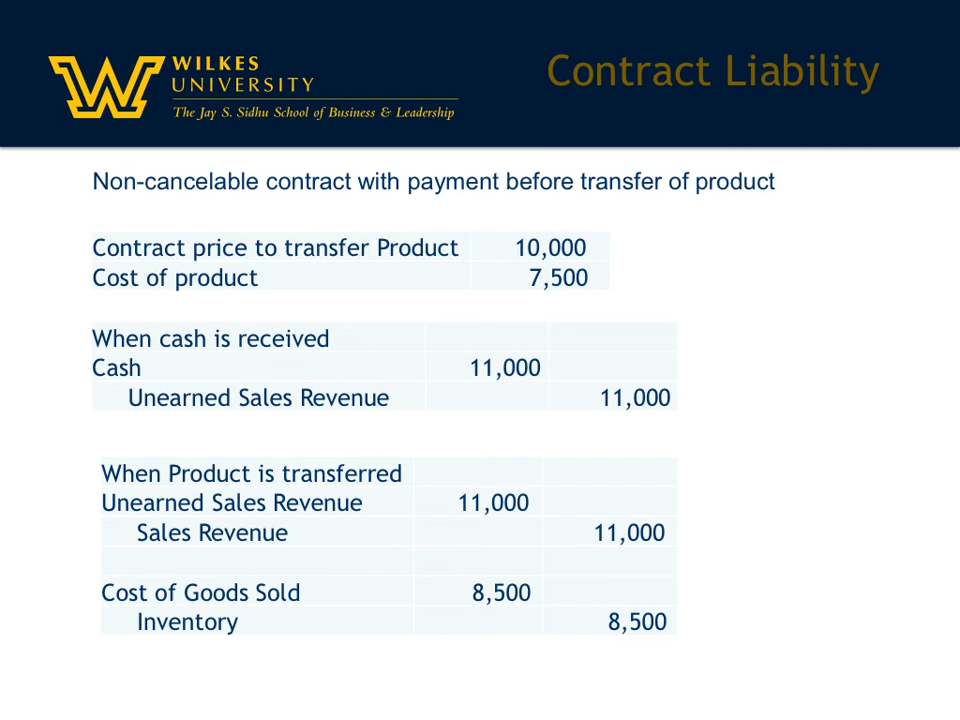 WILKES
UNIVERSITY
The Jay S. Sidhu School of Business & Leadership
Contract Liability
Non-cancelable contract with payment before transfer of product
Contract price to transfer Product 10,000
Cost of product 7,500
When cash is received
Cash 11,000
Unearned Sales Revenue 11,000
When Product is transferred
Unearned Sales Revenue 11,000
Sales Revenue 11,000
Cost of Goods Sold 8,500
Inventory 8,500